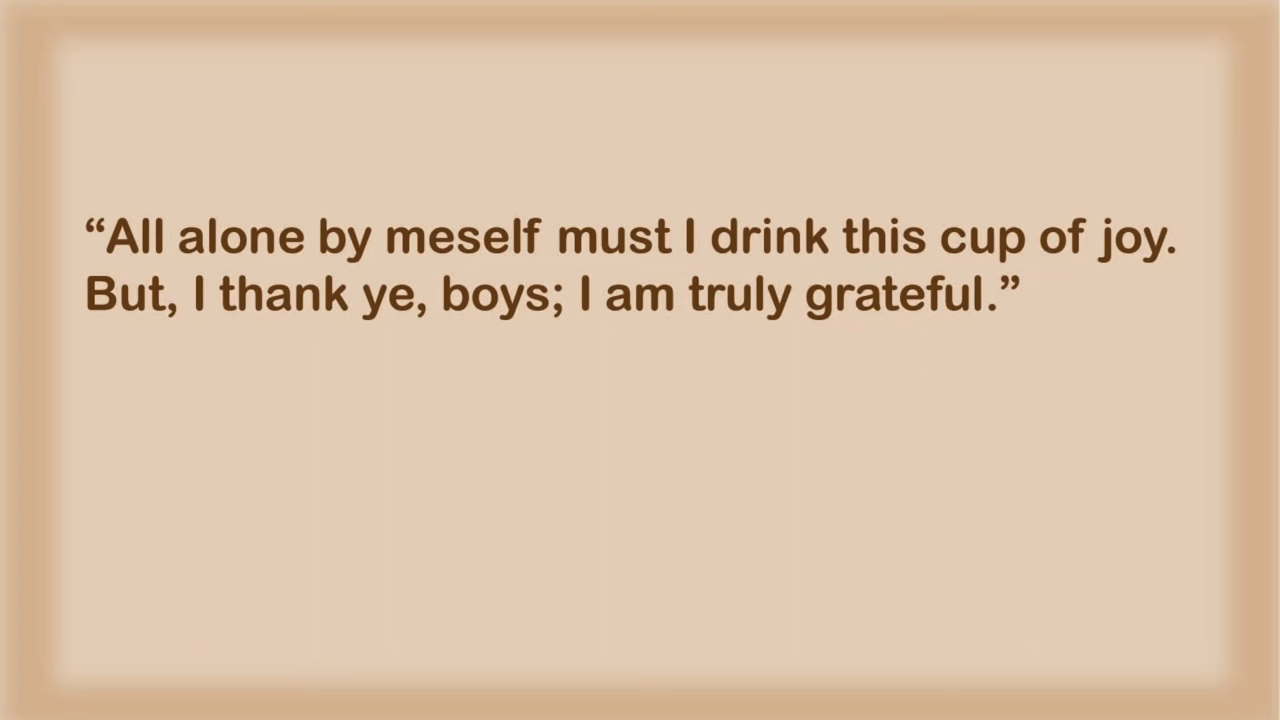 “All alone by meself must I drink this cup of joy.
But, I thank ye, boys; I am truly grateful.”